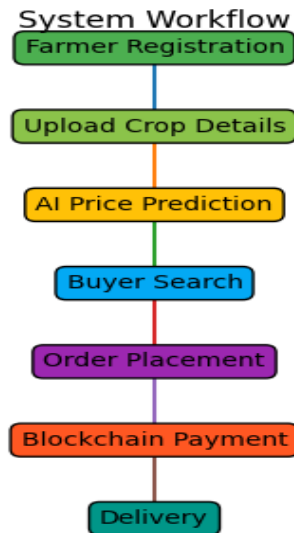 System Workflow
Farmer Registration
Upload Crop Details
AI Price Prediction
Buyer Search
Order Placement
Blockchain Payment
Delivery